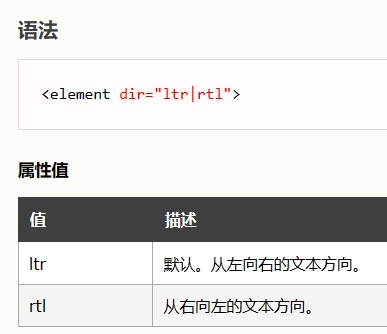 语法
<element dir="ltr|rtl">
属性值
值 描述
ltr 默认。从左向右的文本方向。
rtl 从右向左的文本方向。